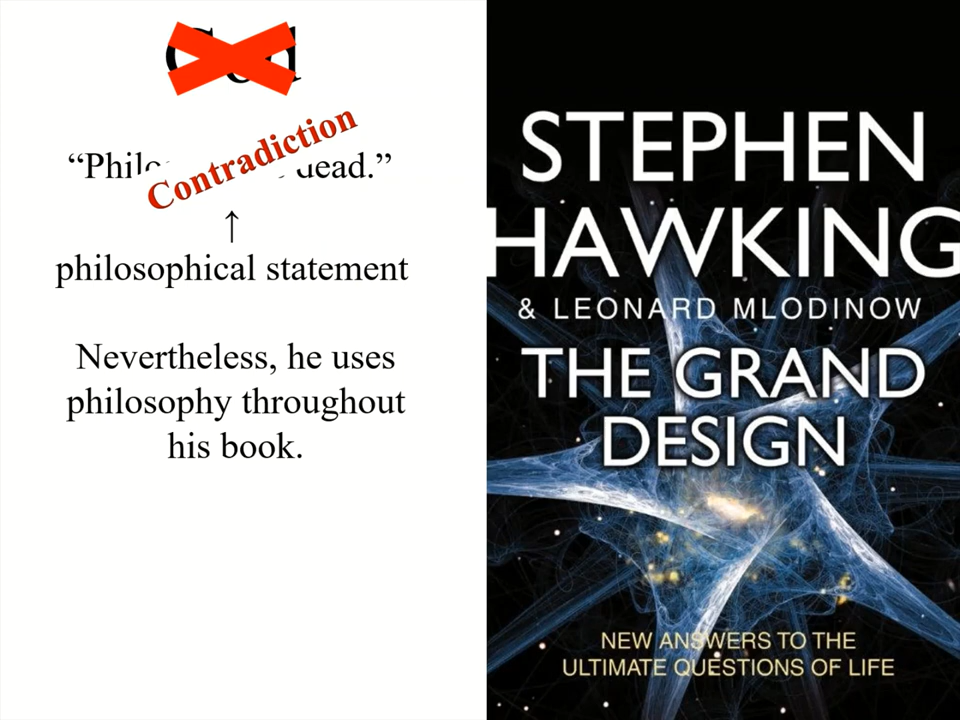 Contradiction
“Philo dead.”
↑
philosophical statement
Nevertheless, he uses
philosophy throughout
his book.
STEPHEN
HAWKING
& LEONARD MLODINOW
THE GRAND
DESIGN
NEW ANSWERS TO THE
ULTIMATE QUESTIONS OF LIFE